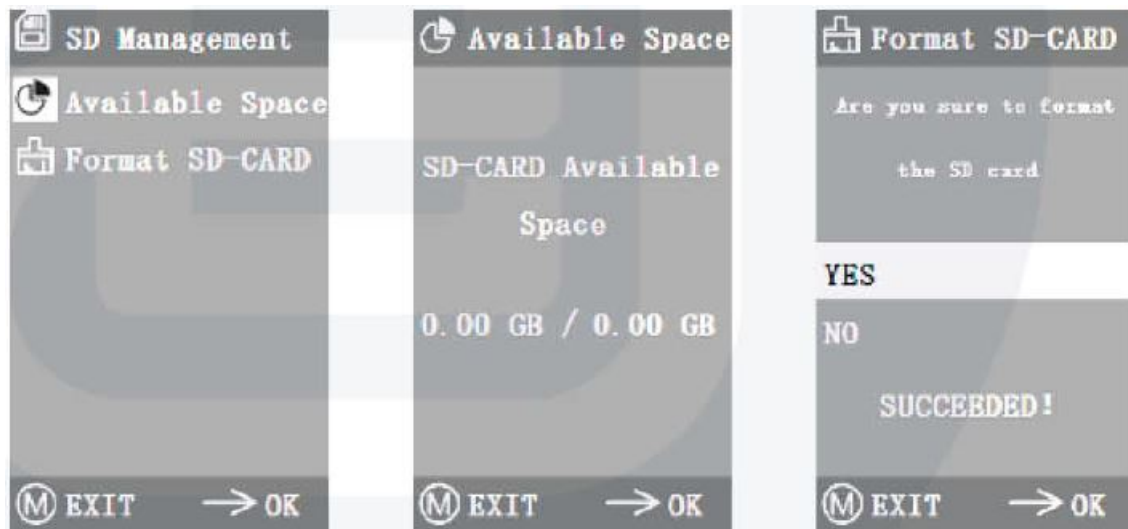 SD Management
Available Space
Format SD-CARD
M EXIT → OK
Available Space
SD-CARD Available
Space
0.00 GB / 0.00 GB
M EXIT → OK
Format SD-CARD
Are you sure to format
the SD card
YES
NO
SUCCEEDED!
M EXIT → OK